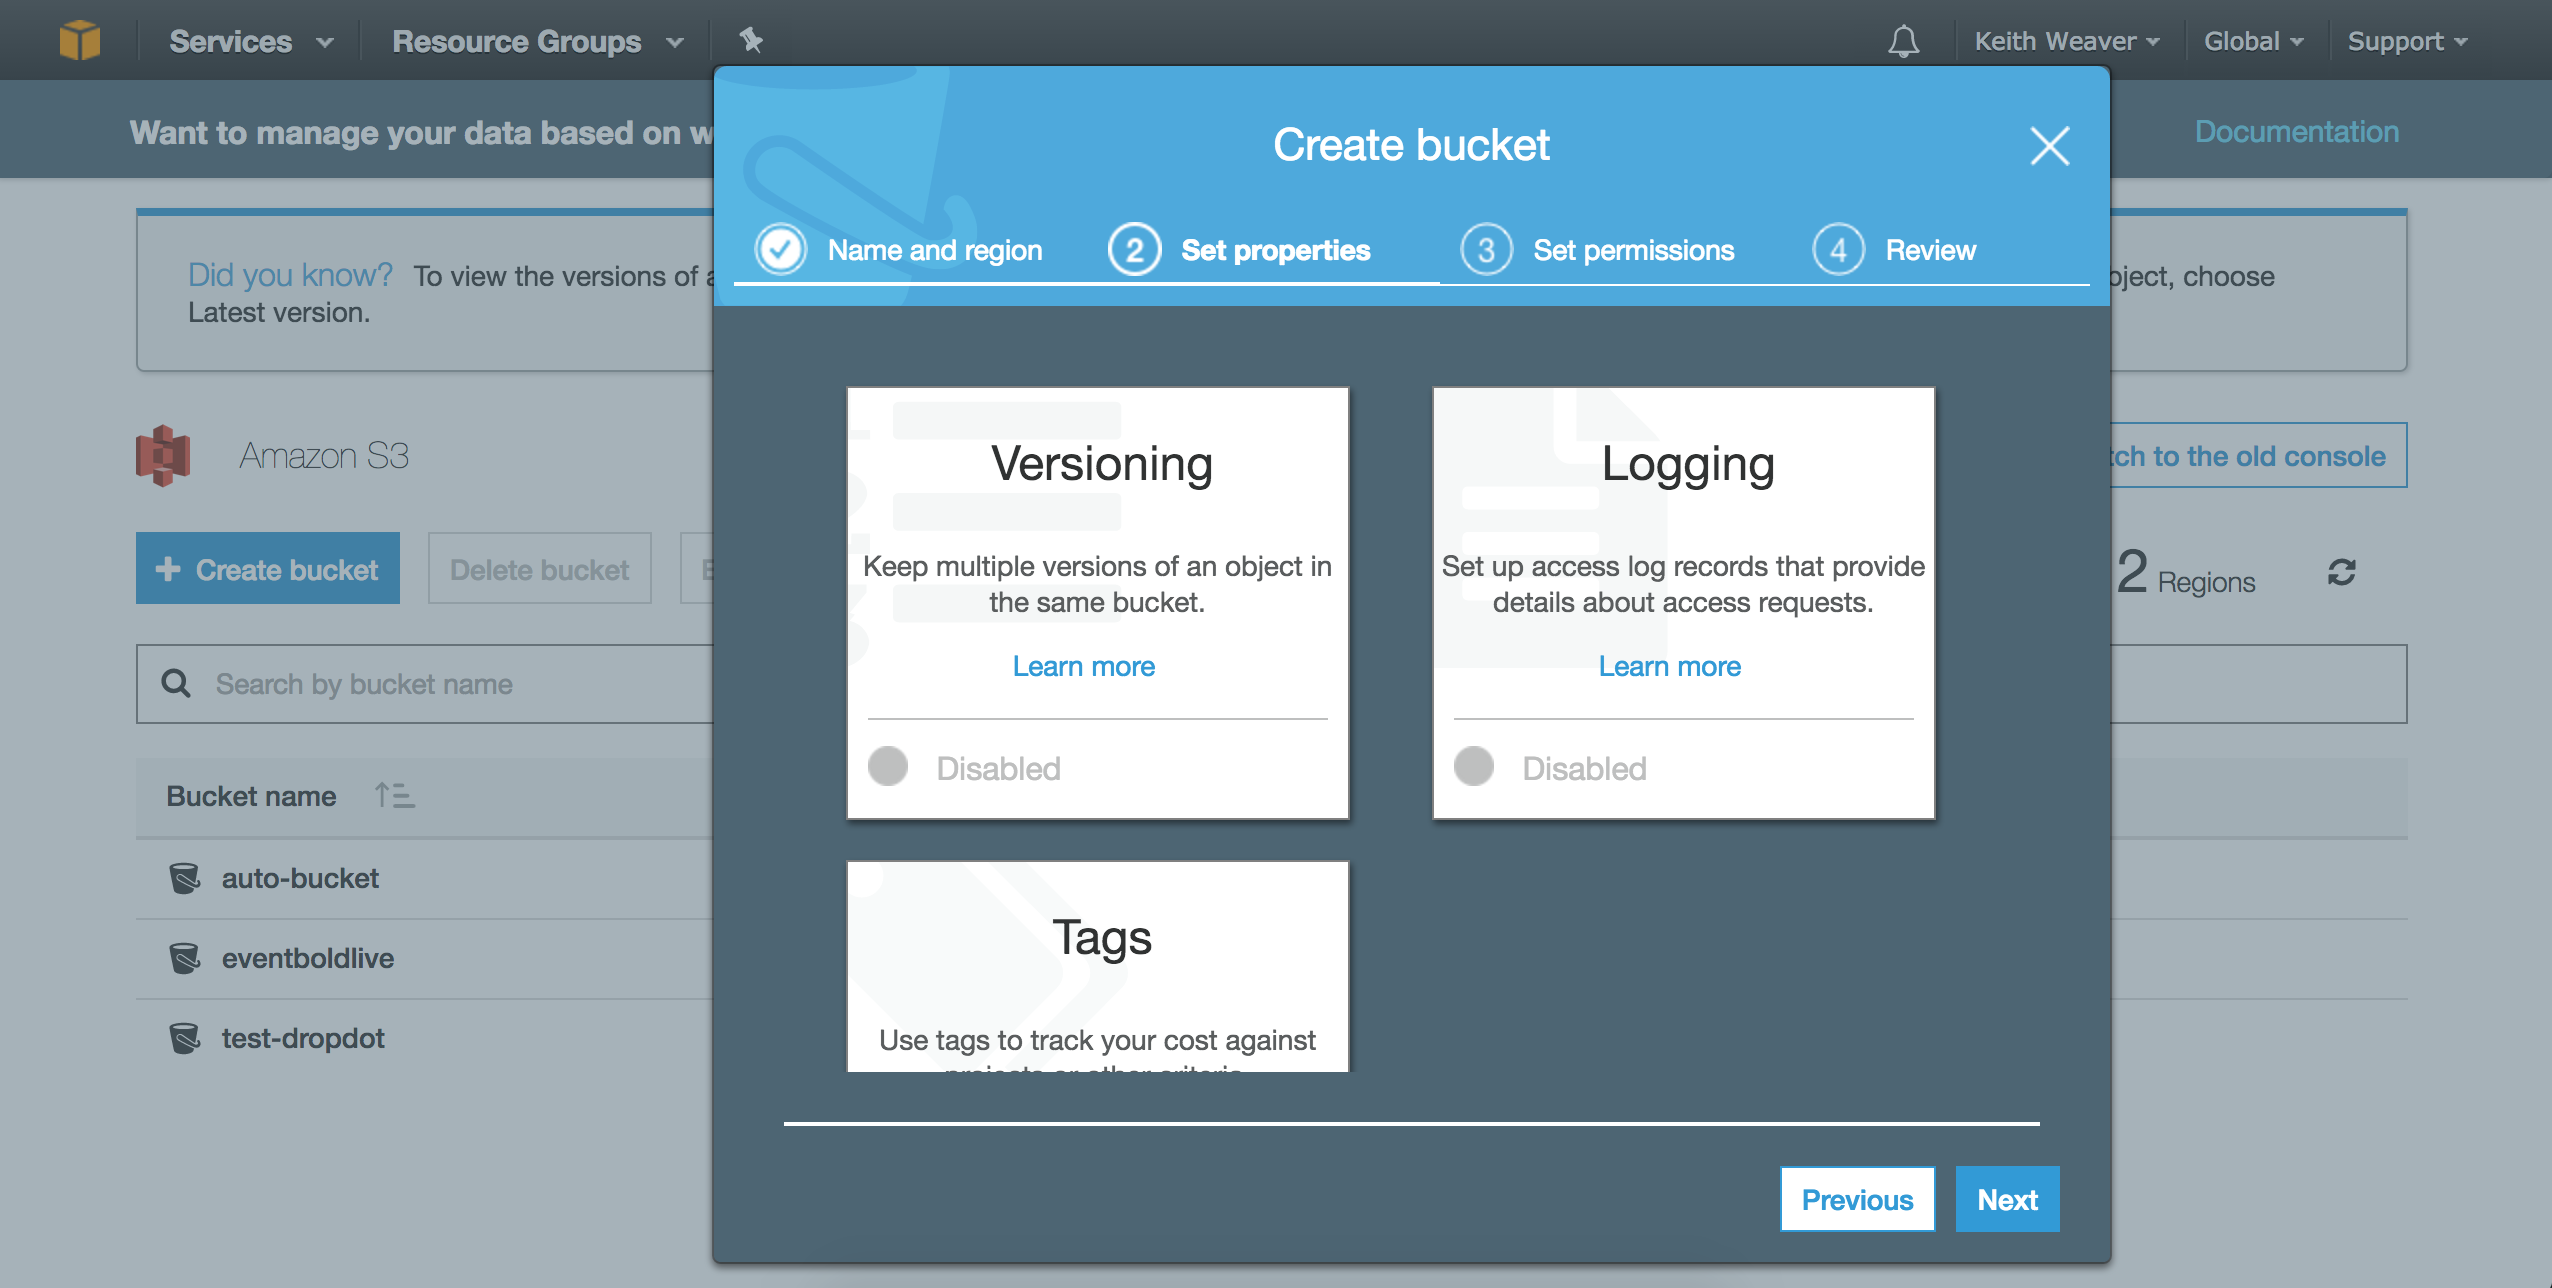 Services
Resource Groups
Keith Weaver
Global
Support
Want to manage your data based on
Documentation
Did you know? To view the versions of
choose
Latest version.
Amazon S3
to the old console
Create bucket
Delete bucket
2 Regions
Search by bucket name
Bucket name
auto-bucket
eventboldlive
test-dropdot
Create bucket
Name and region
2 Set properties
3 Set permissions
4 Review
Versioning
Keep multiple versions of an object in
the same bucket.
Learn more
Disabled
Logging
Set up access log records that provide
details about access requests.
Learn more
Disabled
Tags
Use tags to track your cost against
projects or other criteria
Previous
Next